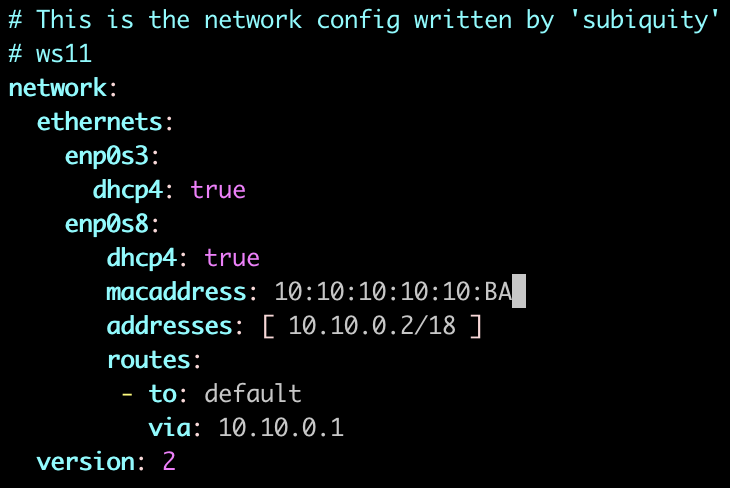 # This is the network config written by 'subiquity'
# ws11
network:
  ethernets:
    enp0s3:
      dhcp4: true
    enp0s8:
       dhcp4: true
       macaddress: 10:10:10:10:10:BA
       addresses: [ 10.10.0.2/18 ]
       routes:
        - to: default
          via: 10.10.0.1
  version: 2